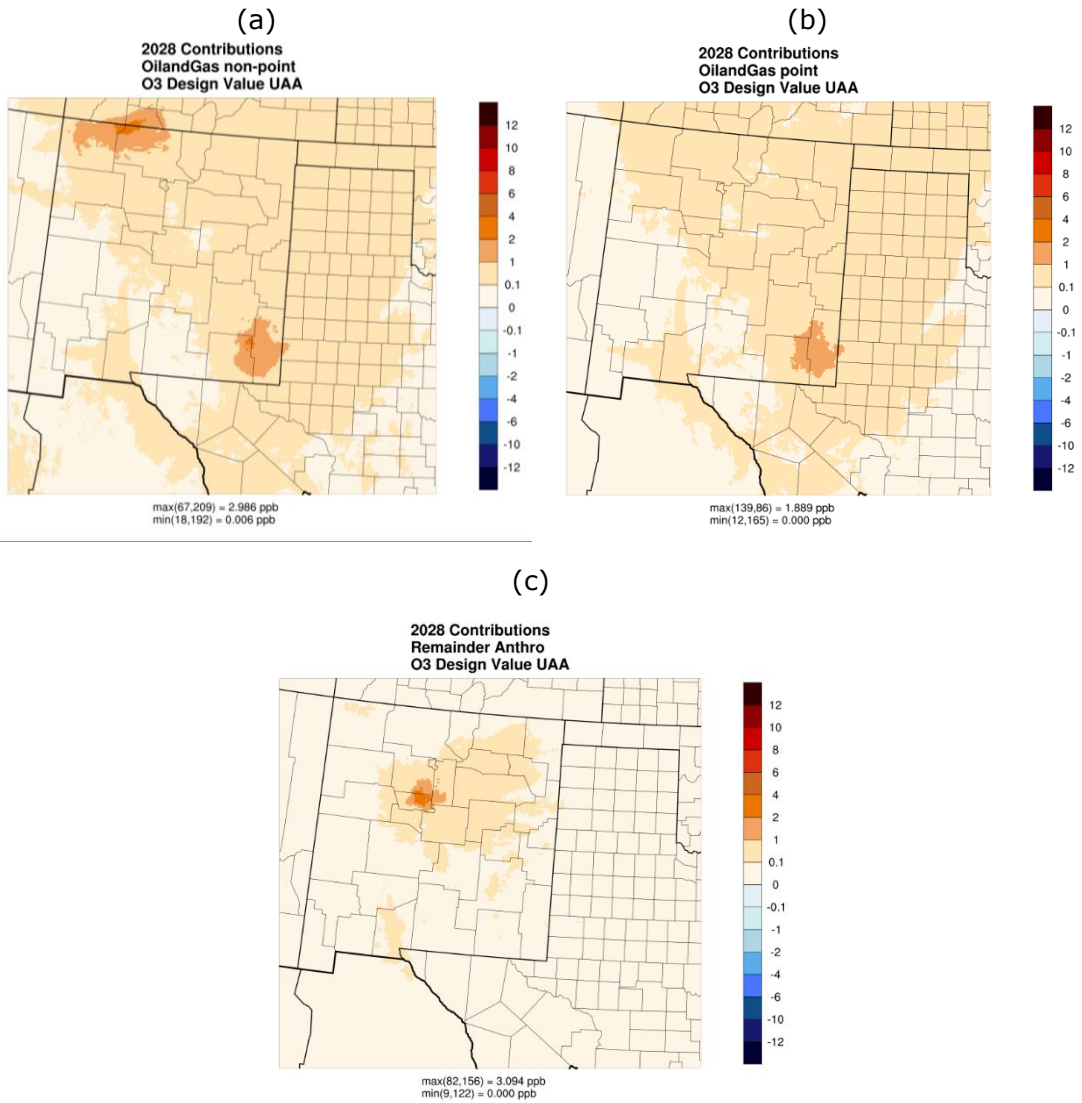 (a)
2028 Contributions
OilandGas non-point
O3 Design Value UAA
12
10
8
6
4
2
1
0.1
0
-0.1
-1
-2
-4
-6
-10
-12
max(67,209) = 2.986 ppb
min(18,192) = 0.006 ppb
(b)
2028 Contributions
OilandGas point
O3 Design Value UAA
12
10
8
6
4
2
1
0.1
0
-0.1
-1
-2
-4
-6
-10
-12
max(139,86) = 1.889 ppb
min(12,165) = 0.000 ppb
(c)
2028 Contributions
Remainder Anthro
O3 Design Value UAA
12
10
8
6
4
2
1
0.1
0
-0.1
-1
-2
-4
-6
-10
-12
max(82,156) = 3.094 ppb
min(9,122) = 0.000 ppb